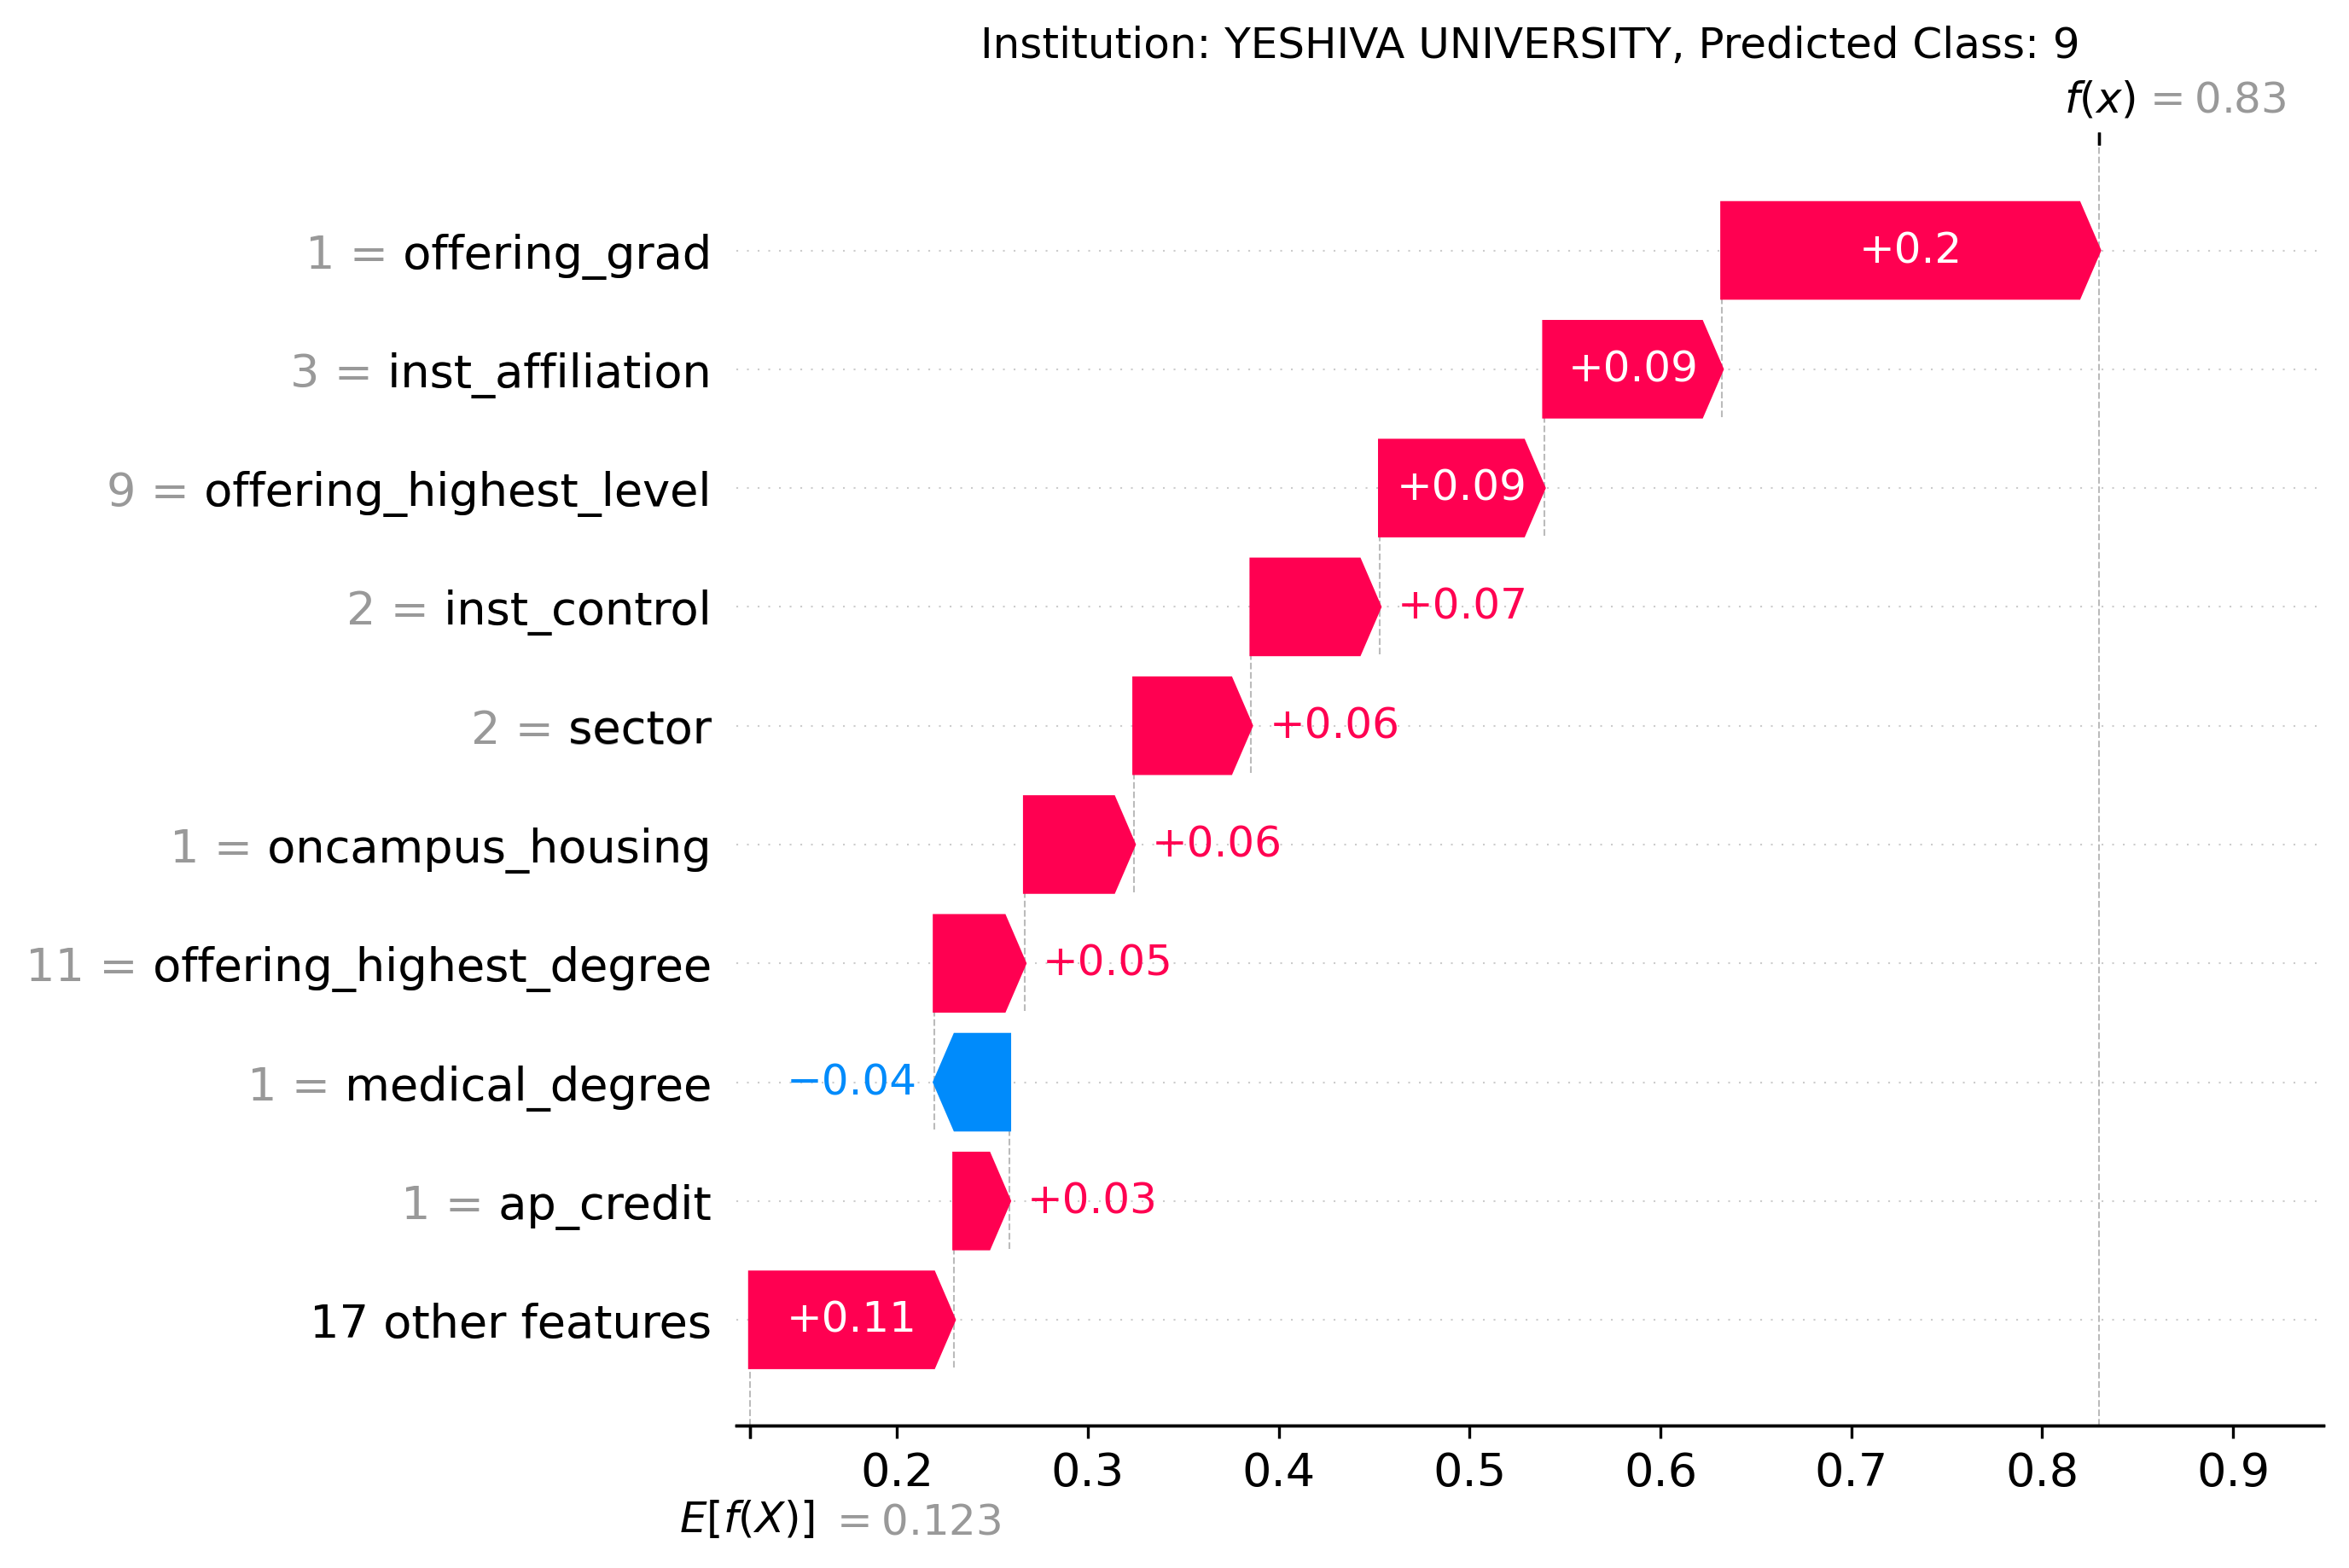 Institution: YESHIVA UNIVERSITY, Predicted Class: 9
f(x) = 0.83
1 = offering_grad +0.2
3 = inst_affiliation +0.09
9 = offering_highest_level +0.09
2 = inst_control +0.07
2 = sector +0.06
1 = oncampus_housing +0.06
11 = offering_highest_degree +0.05
1 = medical_degree −0.04
1 = ap_credit +0.03
17 other features +0.11
0.2 0.3 0.4 0.5 0.6 0.7 0.8 0.9
E[f(X)] = 0.123